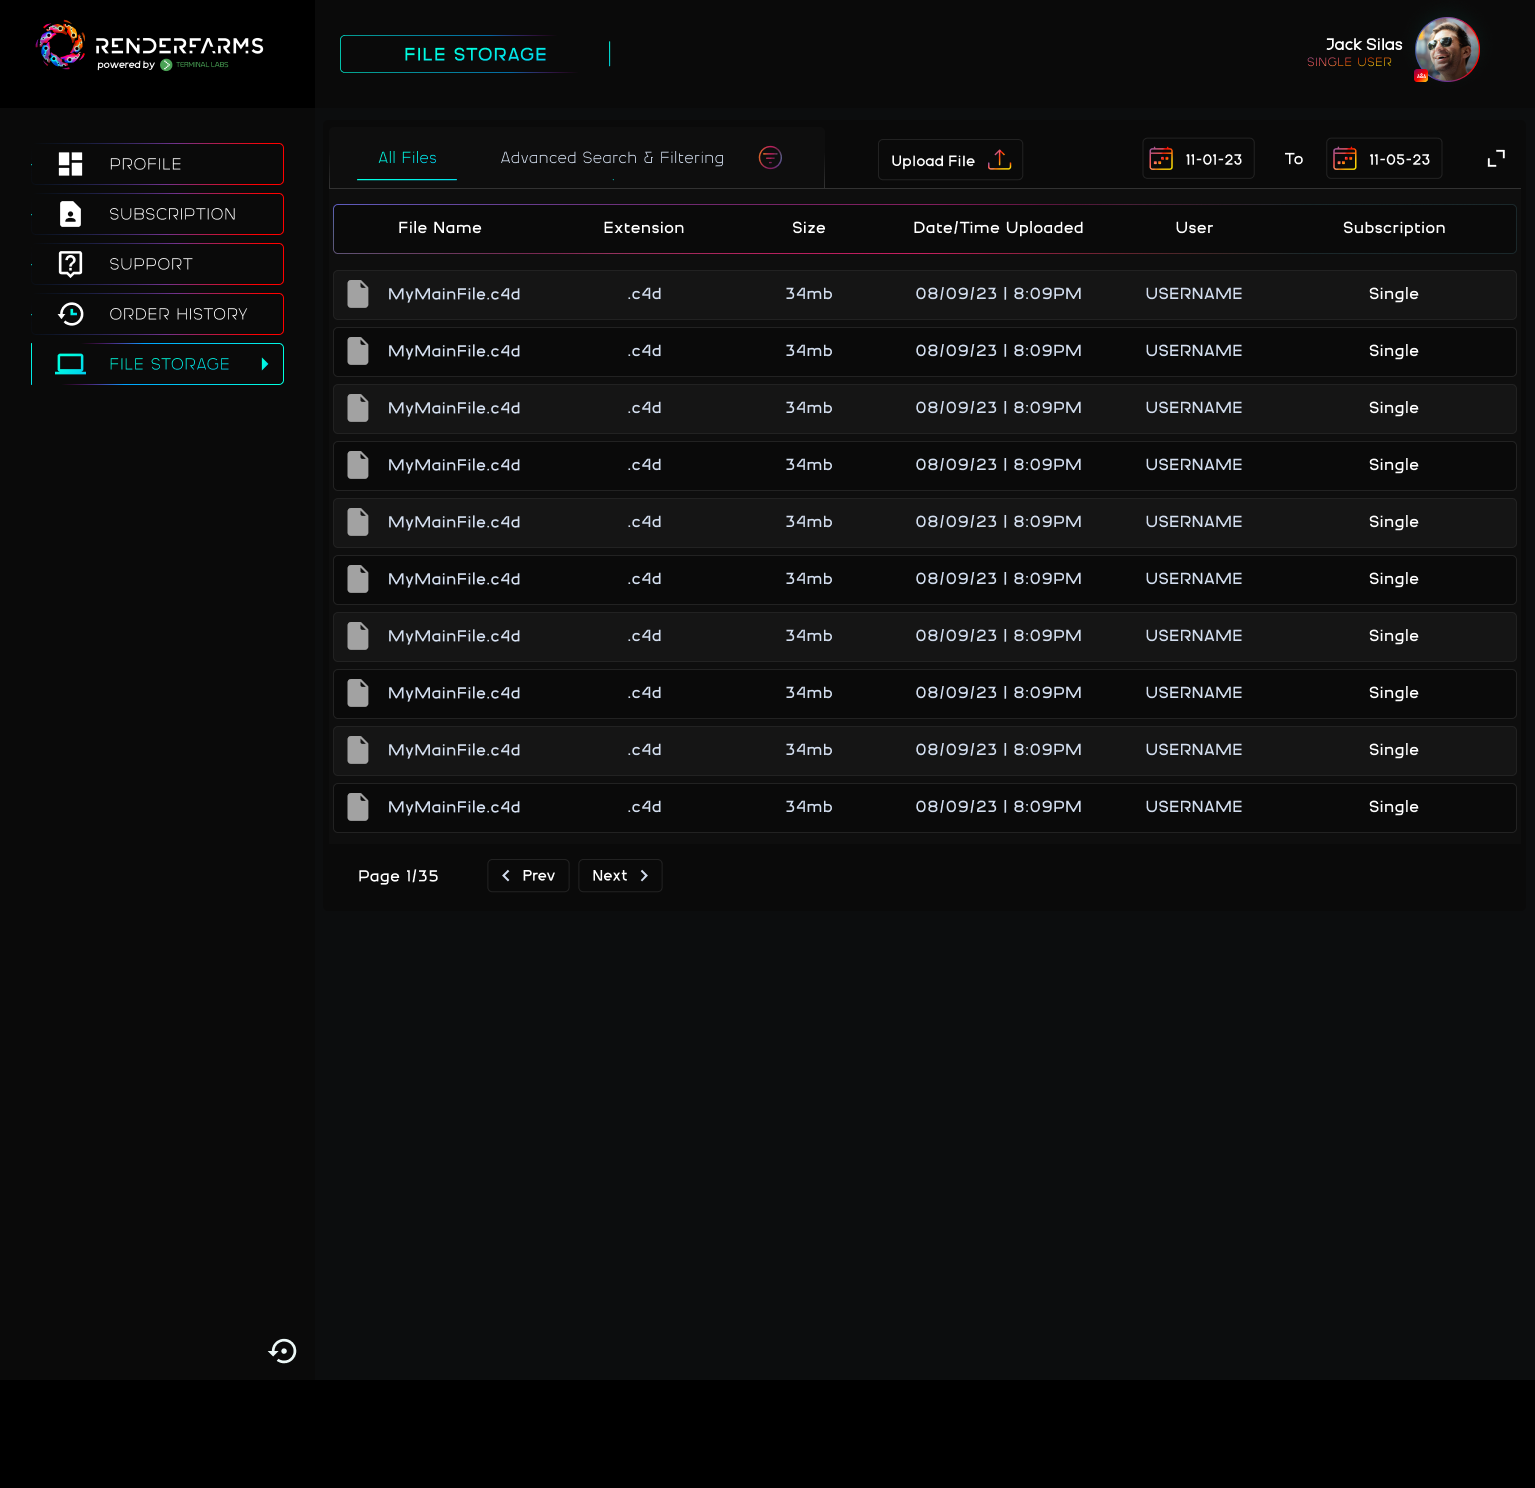 RENDERFARMS
powered by TERMINAL LABS
FILE STORAGE
Jack Silas
SINGLE USER
PROFILE
SUBSCRIPTION
SUPPORT
ORDER HISTORY
FILE STORAGE
All Files Advanced Search & Filtering Upload File 11-01-23 To 11-05-23
File Name Extension Size Date/Time Uploaded User Subscription
MyMainFile.c4d .c4d 34mb 08/09/23 | 8:09PM USERNAME Single
MyMainFile.c4d .c4d 34mb 08/09/23 | 8:09PM USERNAME Single
MyMainFile.c4d .c4d 34mb 08/09/23 | 8:09PM USERNAME Single
MyMainFile.c4d .c4d 34mb 08/09/23 | 8:09PM USERNAME Single
MyMainFile.c4d .c4d 34mb 08/09/23 | 8:09PM USERNAME Single
MyMainFile.c4d .c4d 34mb 08/09/23 | 8:09PM USERNAME Single
MyMainFile.c4d .c4d 34mb 08/09/23 | 8:09PM USERNAME Single
MyMainFile.c4d .c4d 34mb 08/09/23 | 8:09PM USERNAME Single
MyMainFile.c4d .c4d 34mb 08/09/23 | 8:09PM USERNAME Single
MyMainFile.c4d .c4d 34mb 08/09/23 | 8:09PM USERNAME Single
Page 1/35 Prev Next